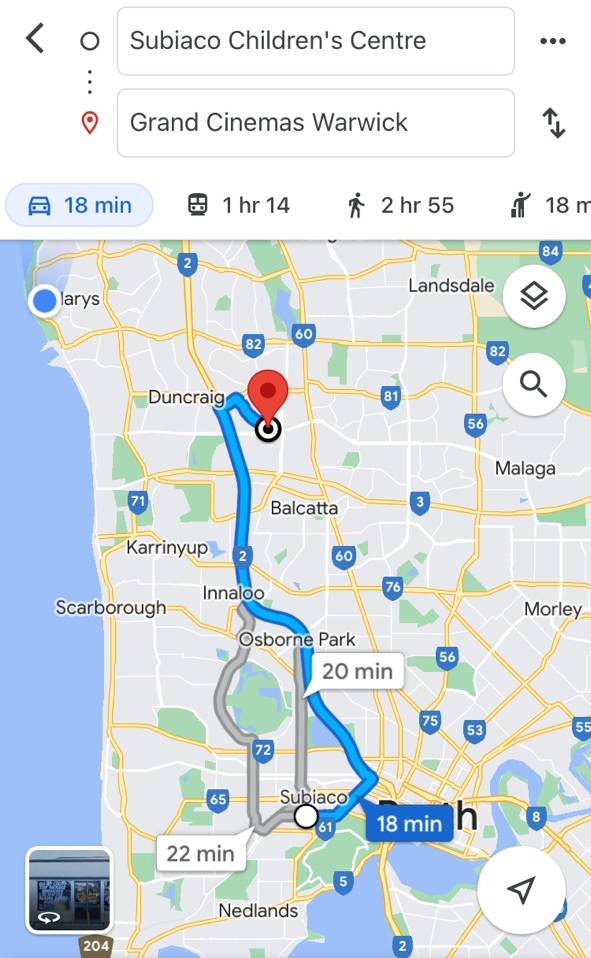 Subiaco Children's Centre
Grand Cinemas Warwick
18 min
1 hr 14
2 hr 55
18 m
84
2
larys
Landsdale
60
82
82
Duncraig
81
56
Malaga
71
Balcatta
3
Karrinyup
2
60
76
Innaloo
Scarborough
Morley
Osborne Park
56
20 min
75
53
55
72
65
Subiaco
61
18 min
8
22 min
5
Nedlands
204
2